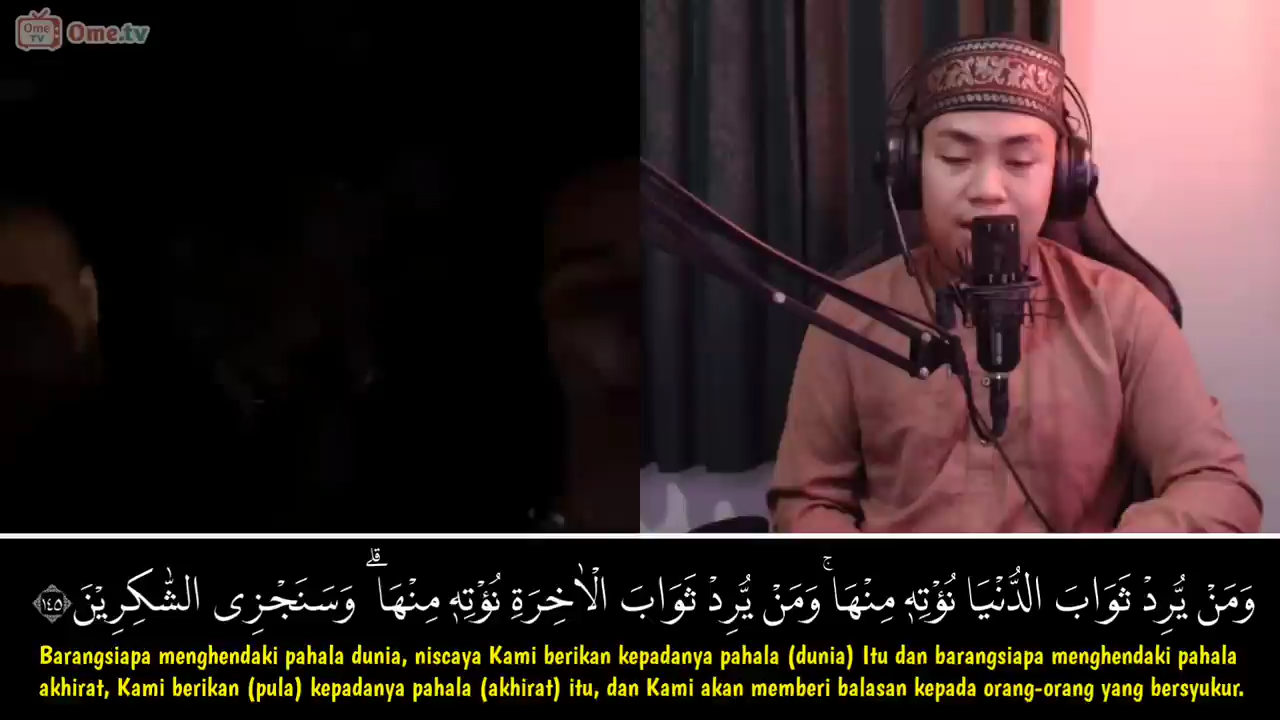 Ome TV Ome.tv
وَمَنْ يُّرِدْ ثَوَابَ الدُّنْيَا نُؤْتِهٖ مِنْهَاۚ وَمَنْ يُّرِدْ ثَوَابَ الْاٰخِرَةِ نُؤْتِهٖ مِنْهَا ۗ وَسَنَجْزِى الشّٰكِرِيْنَ ١٤٥
Barangsiapa menghendaki pahala dunia, niscaya Kami berikan kepadanya pahala (dunia) Itu dan barangsiapa menghendaki pahala
akhirat, Kami berikan (pula) kepadanya pahala (akhirat) itu, dan Kami akan memberi balasan kepada orang-orang yang bersyukur.